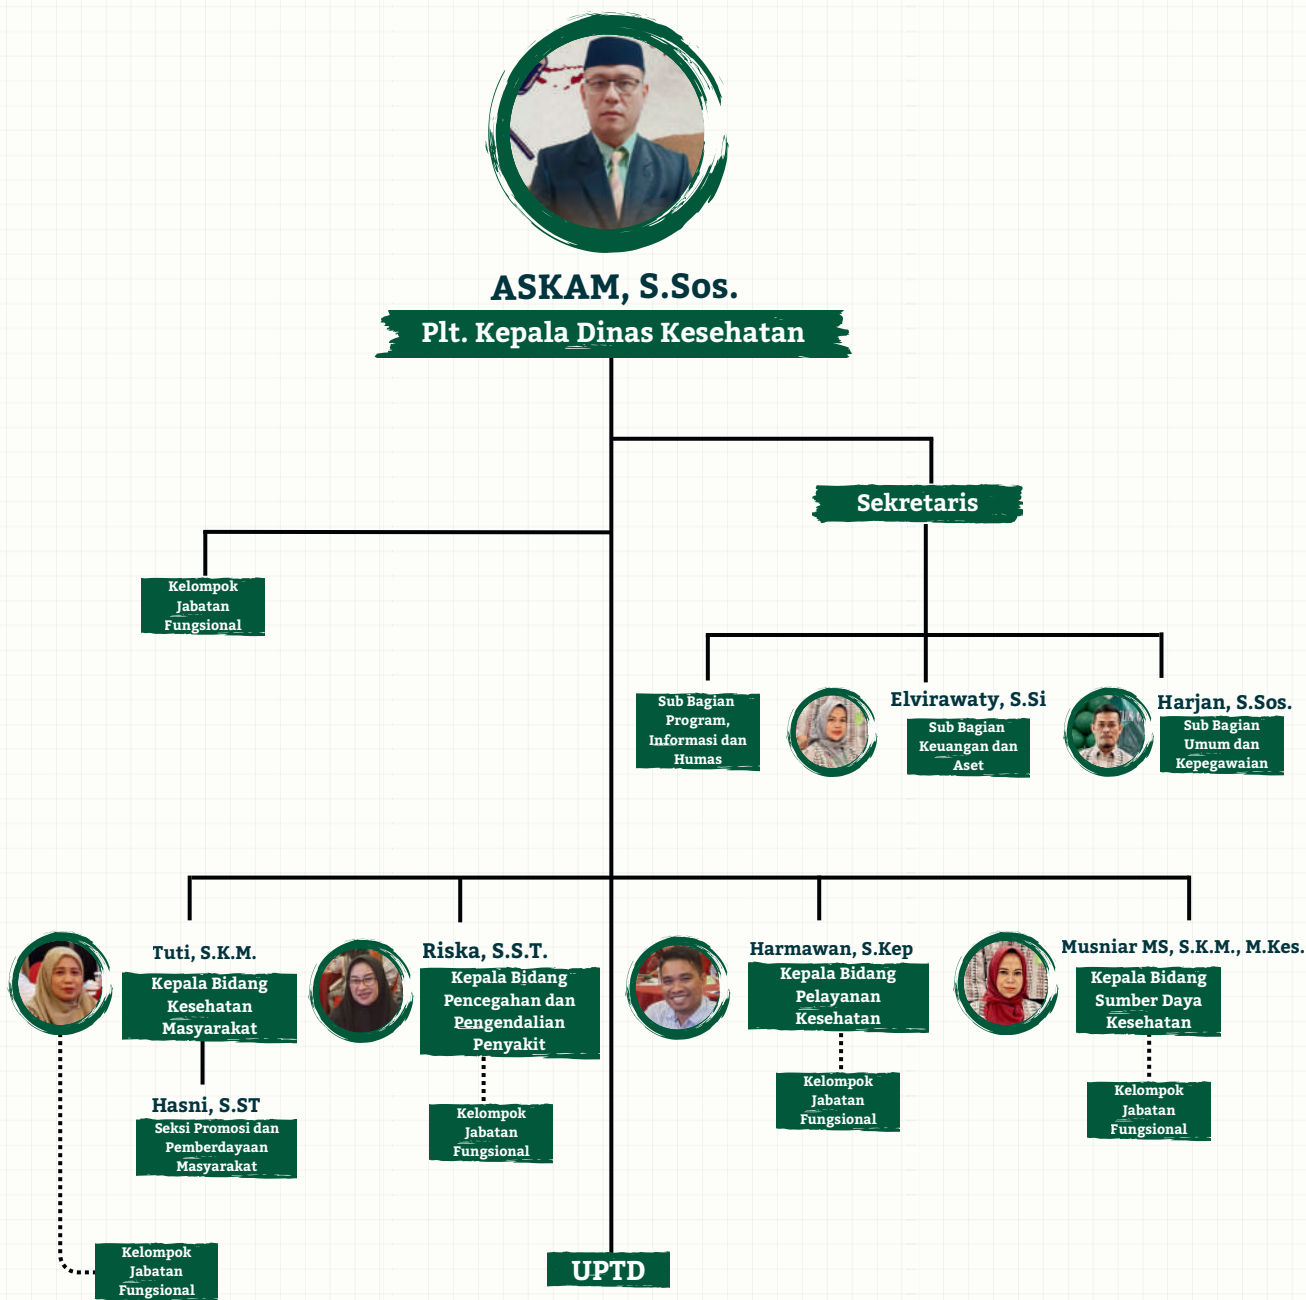 ASKAM, S.Sos.
Plt. Kepala Dinas Kesehatan
Sekretaris
Kelompok
Jabatan
Fungsional
Sub Bagian
Program,
Informasi dan
Humas
Elvirawaty, S.Si
Sub Bagian
Keuangan dan
Aset
Harjan, S.Sos.
Sub Bagian
Umum dan
Kepegawaian
Tuti, S.K.M.
Kepala Bidang
Kesehatan
Masyarakat
Riska, S.S.T.
Kepala Bidang
Pencegahan dan
Pengendalian
Penyakit
Harmawan, S.Kep
Kepala Bidang
Pelayanan
Kesehatan
Musniar MS, S.K.M., M.Kes.
Kepala Bidang
Sumber Daya
Kesehatan
Hasni, S.ST
Seksi Promosi dan
Pemberdayaan
Masyarakat
Kelompok
Jabatan
Fungsional
Kelompok
Jabatan
Fungsional
Kelompok
Jabatan
Fungsional
Kelompok
Jabatan
Fungsional
UPTD